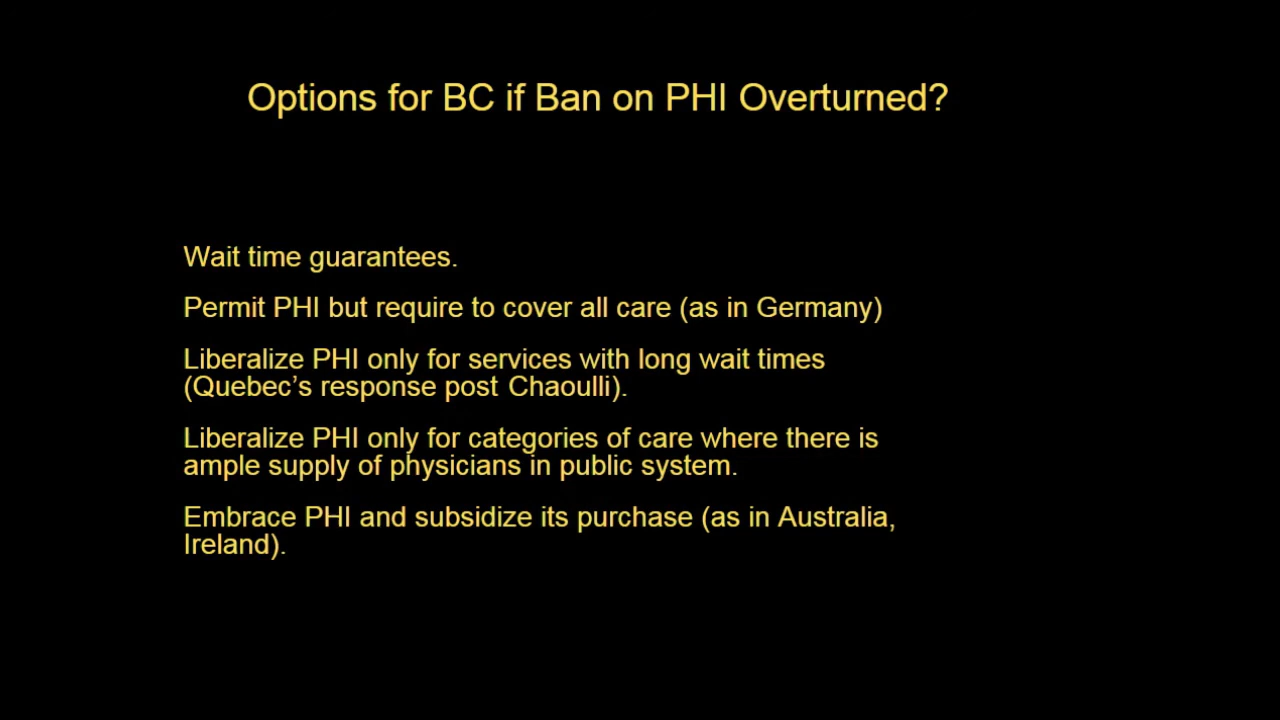 Options for BC if Ban on PHI Overturned?
Wait time guarantees.
Permit PHI but require to cover all care (as in Germany)
Liberalize PHI only for services with long wait times
(Quebec’s response post Chaoulli).
Liberalize PHI only for categories of care where there is
ample supply of physicians in public system.
Embrace PHI and subsidize its purchase (as in Australia,
Ireland).